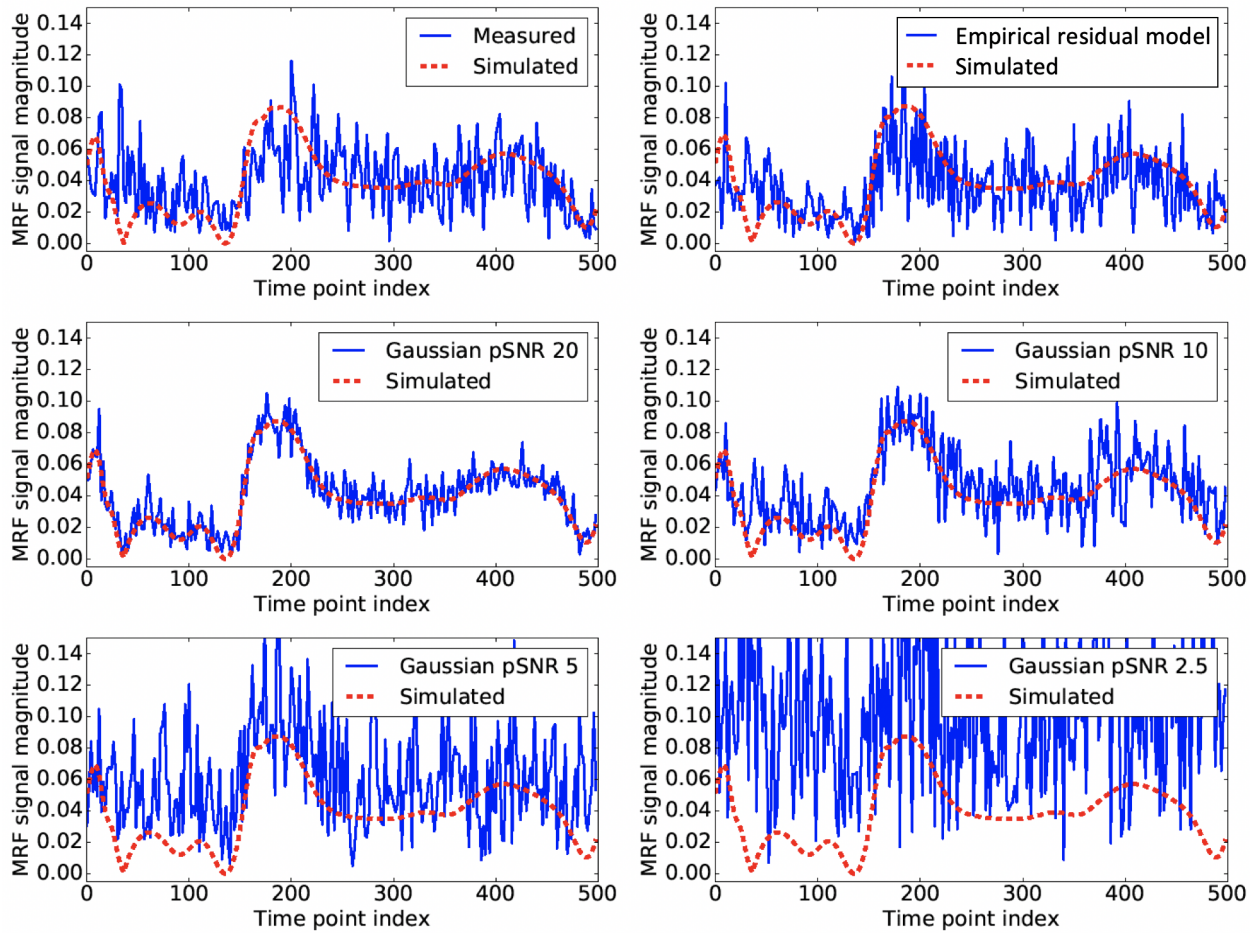 MRF signal magnitude
0.14
0.12
0.10
0.08
0.06
0.04
0.02
0.00
Measured
Simulated
0 100 200 300 400 500
Time point index
MRF signal magnitude
0.14
0.12
0.10
0.08
0.06
0.04
0.02
0.00
Empirical residual model
Simulated
0 100 200 300 400 500
Time point index
MRF signal magnitude
0.14
0.12
0.10
0.08
0.06
0.04
0.02
0.00
Gaussian pSNR 20
Simulated
0 100 200 300 400 500
Time point index
MRF signal magnitude
0.14
0.12
0.10
0.08
0.06
0.04
0.02
0.00
Gaussian pSNR 10
Simulated
0 100 200 300 400 500
Time point index
MRF signal magnitude
0.14
0.12
0.10
0.08
0.06
0.04
0.02
0.00
Gaussian pSNR 5
Simulated
0 100 200 300 400 500
Time point index
MRF signal magnitude
0.14
0.12
0.10
0.08
0.06
0.04
0.02
0.00
Gaussian pSNR 2.5
Simulated
0 100 200 300 400 500
Time point index